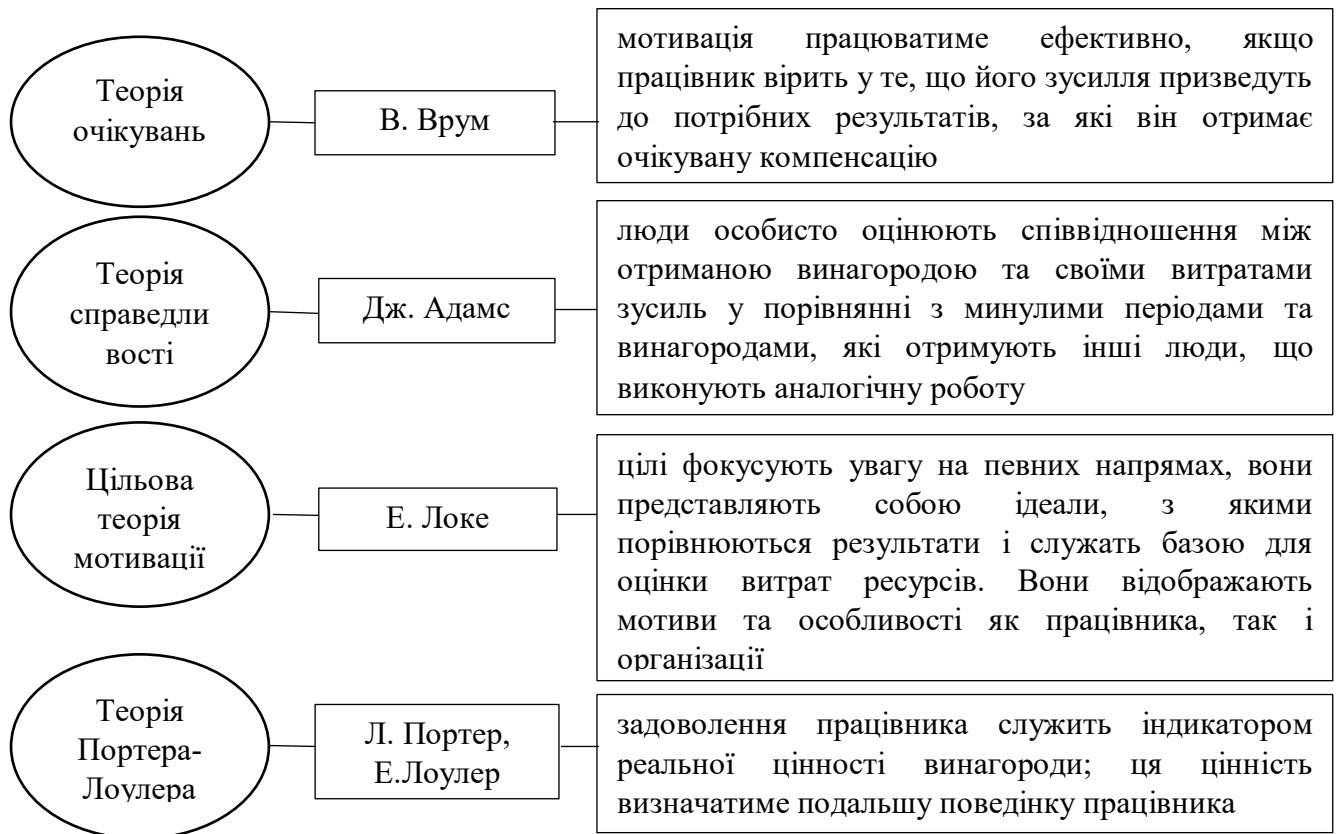 Теорія
очікувань
В. Врум
мотивація працюватиме ефективно, якщо
працівник вірить у те, що його зусилля призведуть
до потрібних результатів, за які він отримає
очікувану компенсацію
Теорія
справедли
вості
Дж. Адамс
люди особисто оцінюють співвідношення між
отриманою винагородою та своїми витратами
зусиль у порівнянні з минулими періодами та
винагородами, які отримують інші люди, що
виконують аналогічну роботу
Цільова
теорія
мотивації
Е. Локе
цілі фокусують увагу на певних напрямах, вони
представляють собою ідеали, з якими
порівнюються результати і служать базою для
оцінки витрат ресурсів. Вони відображають
мотиви та особливості як працівника, так і
організації
Теорія
Портера-
Лоулера
Л. Портер,
Е.Лоулер
задоволення працівника служить індикатором
реальної цінності винагороди; ця цінність
визначатиме подальшу поведінку працівника